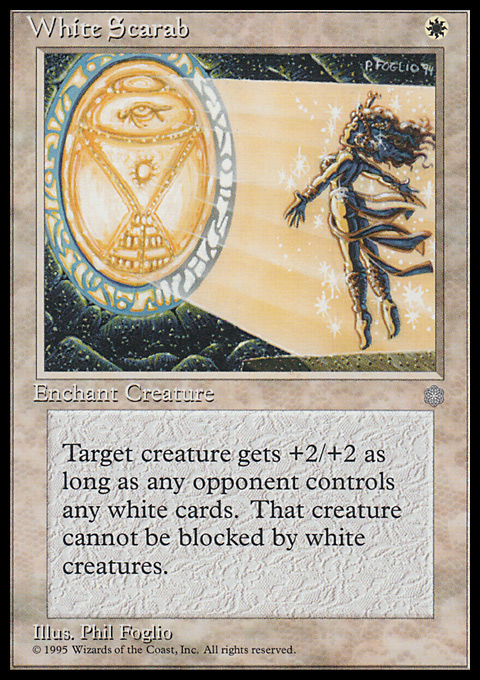 White Scarab
P. FOGLIO 94
Enchant Creature
Target creature gets +2/+2 as
long as any opponent controls
any white cards. That creature
cannot be blocked by white
creatures.
Illus. Phil Foglio
© 1995 Wizards of the Coast, Inc. All rights reserved.